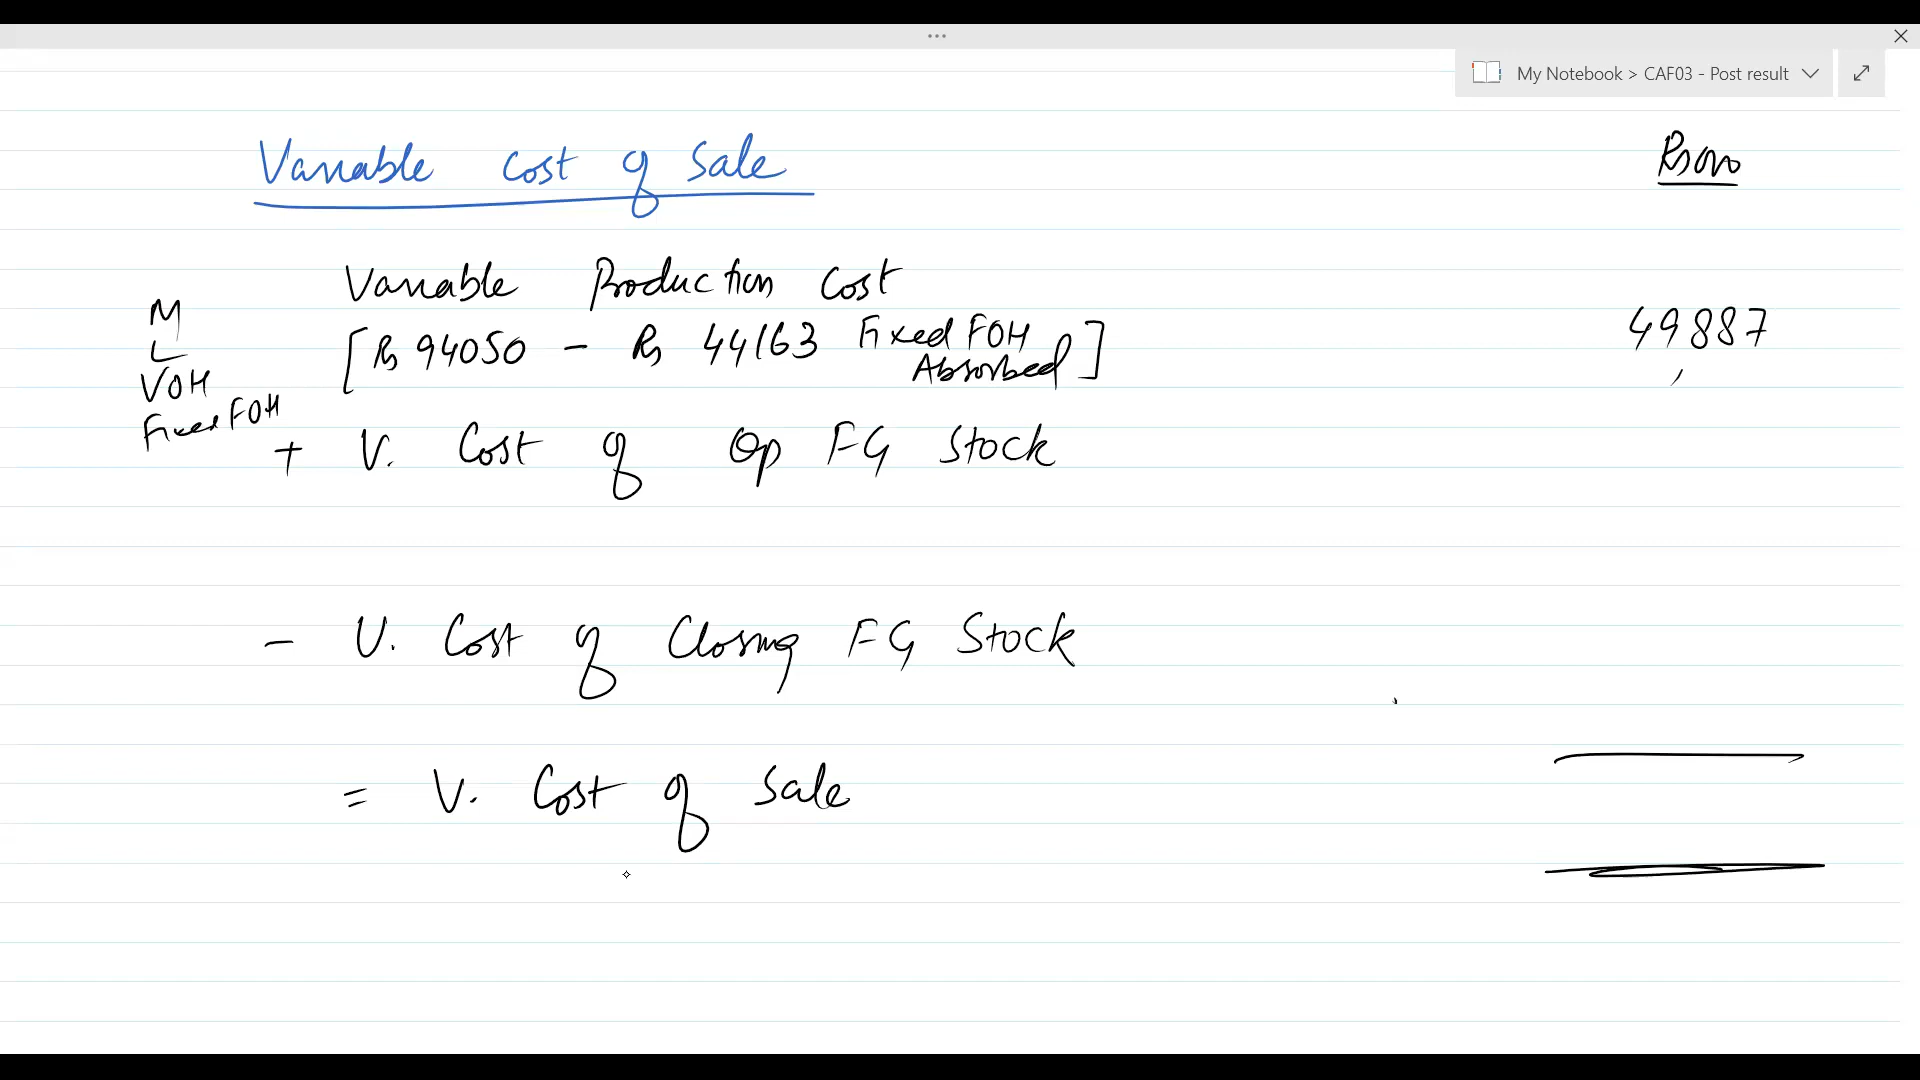 My Notebook > CAF03 - Post result
Variable Cost of Sale
Rs 000
Variable Production Cost
M
L
VOH
Fixed FOH
[Rs 94050 - Rs 44163 Fixed FOH Absorbed]
49887
+ V. Cost of Op FG Stock
- V. Cost of Closing FG Stock
= V. Cost of Sale